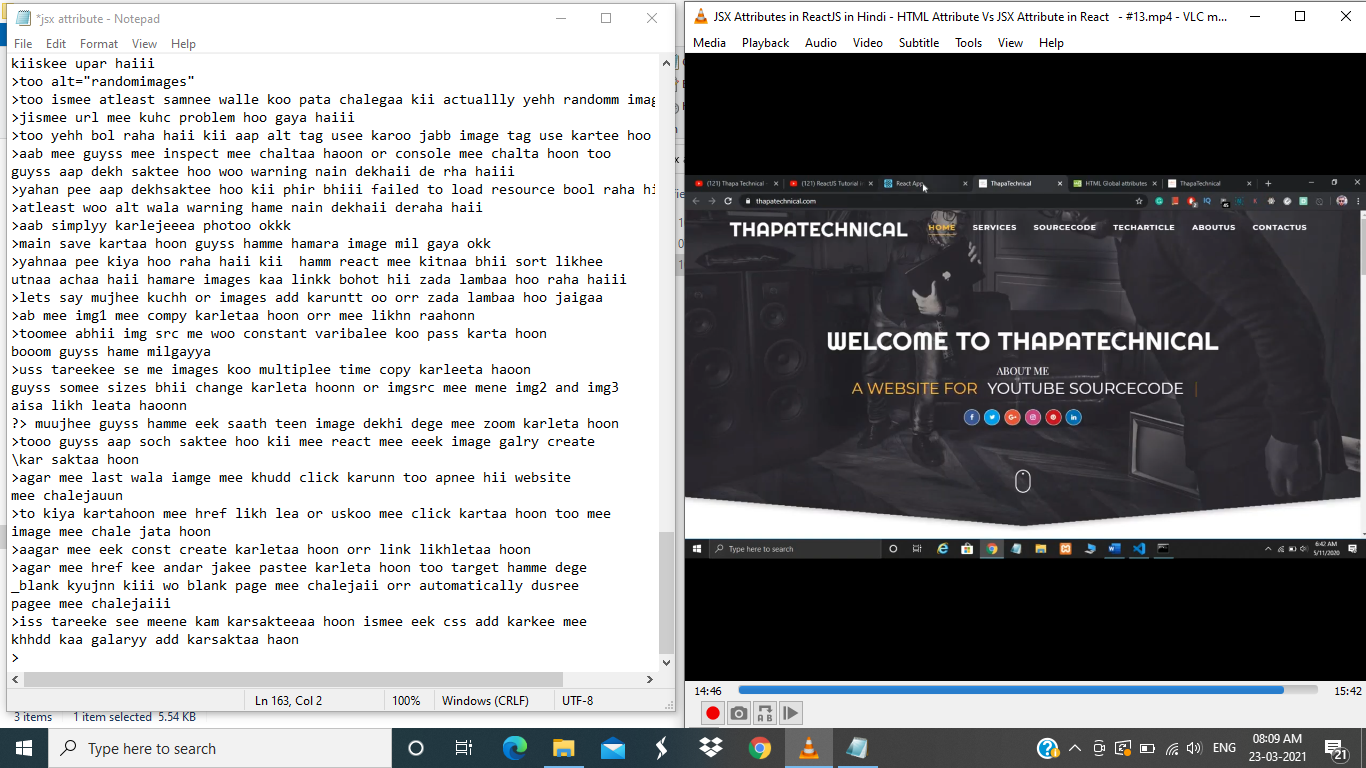 *jsx attribute - Notepad
File Edit Format View Help
kiiskee upar haiii
>too alt="randomimages"
>too ismee atleast samnee walle koo pata chalegaa kii actuallly yehh randomm imag
>jismee url mee kuhc problem hoo gaya haiii
>too yehh bol raha haii kii aap alt tag usee karoo jabb image tag use kartee hoo
>aab mee guyss mee inspect mee chaltaa haoon or console mee chalta hoon too
guyss aap dekh saktee hoo woo warning nain dekhaii de rha haiii
>yahan pee aap dekhsaktee hoo kii phir bhiii failed to load resource bool raha hi
>atleast woo alt wala warning hame nain dekhaii deraha haii
>aab simplyy karlejeeea photoo okkk
>main save kartaa hoon guyss hamme hamara image mil gaya okk
>yahnaa pee kiya hoo raha haii kii  hamm react mee kitnaa bhii sort likhee
utnaa achaa haii hamare images kaa linkk bohot hii zada lambaa hoo raha haiii
>lets say mujhee kuchh or images add karuntt oo orr zada lambaa hoo jaigaa
>ab mee img1 mee compy karletaa hoon orr mee likhn raahonn
>toomee abhii img src me woo constant varibalee koo pass karta hoon
booom guyss hame milgayya
>uss tareekee se me images koo multiplee time copy karleeta haoon
guyss somee sizes bhii change karleta hoonn or imgsrc mee mene img2 and img3
aisa likh leata haoonn
?> muujhee guyss hamme eek saath teen image dekhi dege mee zoom karleta hoon
>tooo guyss aap soch saktee hoo kii mee react mee eeek image galry create
\kar saktaa hoon
>agar mee last wala iamge mee khudd click karunn too apnee hii website
mee chalejauun
>to kiya kartahoon mee href likh lea or uskoo mee click kartaa hoon too mee
image mee chale jata hoon
>aagar mee eek const create karletaa hoon orr link likhletaa hoon
>agar mee href kee andar jakee pastee karleta hoon too target hamme dege
_blank kyujnn kiii wo blank page mee chalejaii orr automatically dusree
pagee mee chalejaiii
>iss tareeke see meene kam karsakteeaa hoon ismee eek css add karkee mee
khhdd kaa galaryy add karsaktaa haon
>
Ln 163, Col 2 100% Windows (CRLF) UTF-8
3 items 1 item selected 5.54 KB
JSX Attributes in ReactJS in Hindi - HTML Attribute Vs JSX Attribute in React - #13.mp4 - VLC m...
Media Playback Audio Video Subtitle Tools View Help
(121) Thapa Technical - (121) ReactJS Tutorial in React App ThapaTechnical HTML Global attributes ThapaTechnical
thapatechnical.com
THAPATECHNICAL HOME SERVICES SOURCECODE TECHARTICLE ABOUTUS CONTACTUS
WELCOME TO THAPATECHNICAL
ABOUT ME
A WEBSITE FOR YOUTUBE SOURCECODE |
Type here to search 6:42 AM
5/11/2020
14:46 15:42
Type here to search ENG 08:09 AM
23-03-2021
21